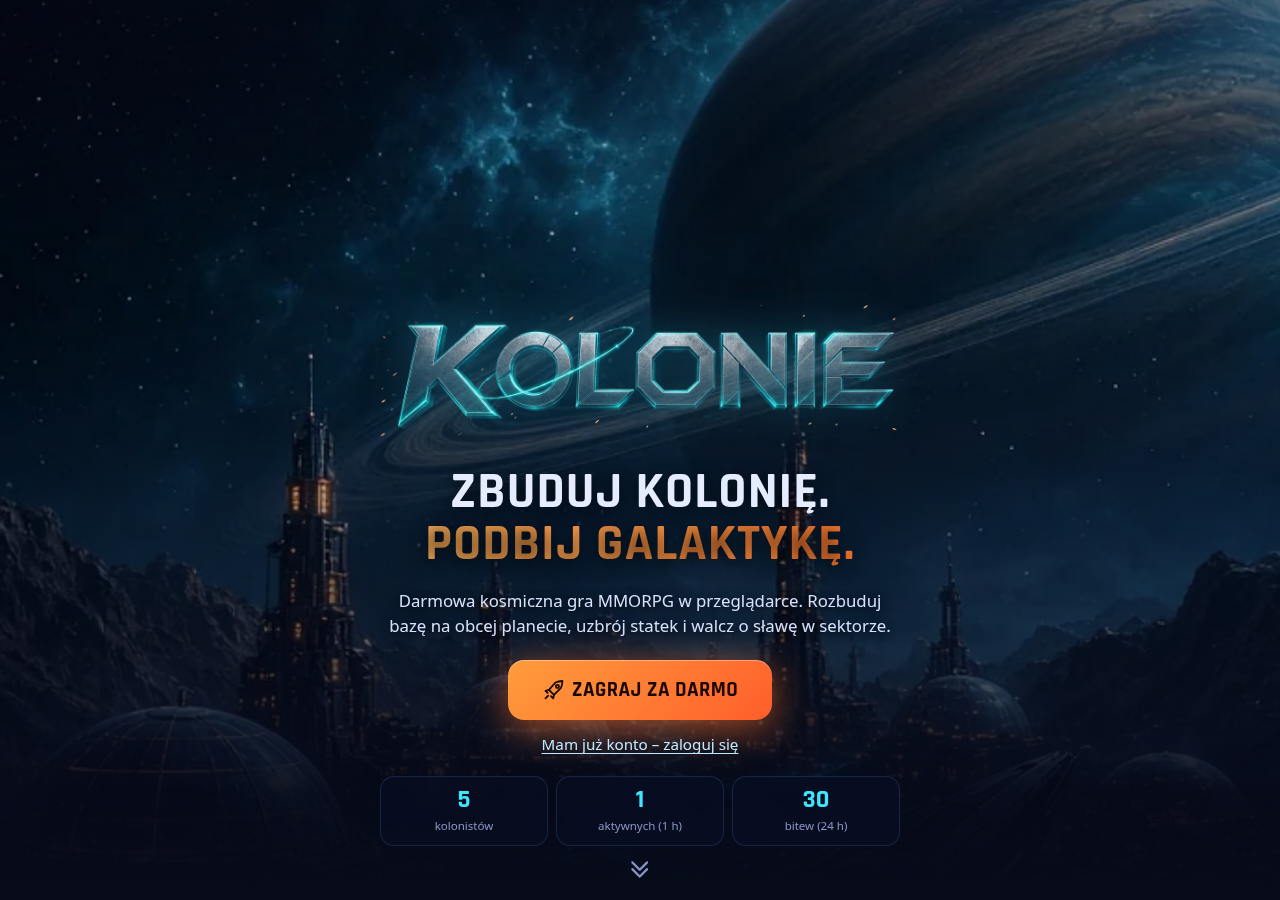 KOLONIE
ZBUDUJ KOLONIĘ.
PODBIJ GALAKTYKĘ.
Darmowa kosmiczna gra MMORPG w przeglądarce. Rozbuduj
bazę na obcej planecie, uzbrój statek i walcz o sławę w sektorze.
ZAGRAJ ZA DARMO
Mam już konto – zaloguj się
5 1 30
kolonistów aktywnych (1 h) bitew (24 h)